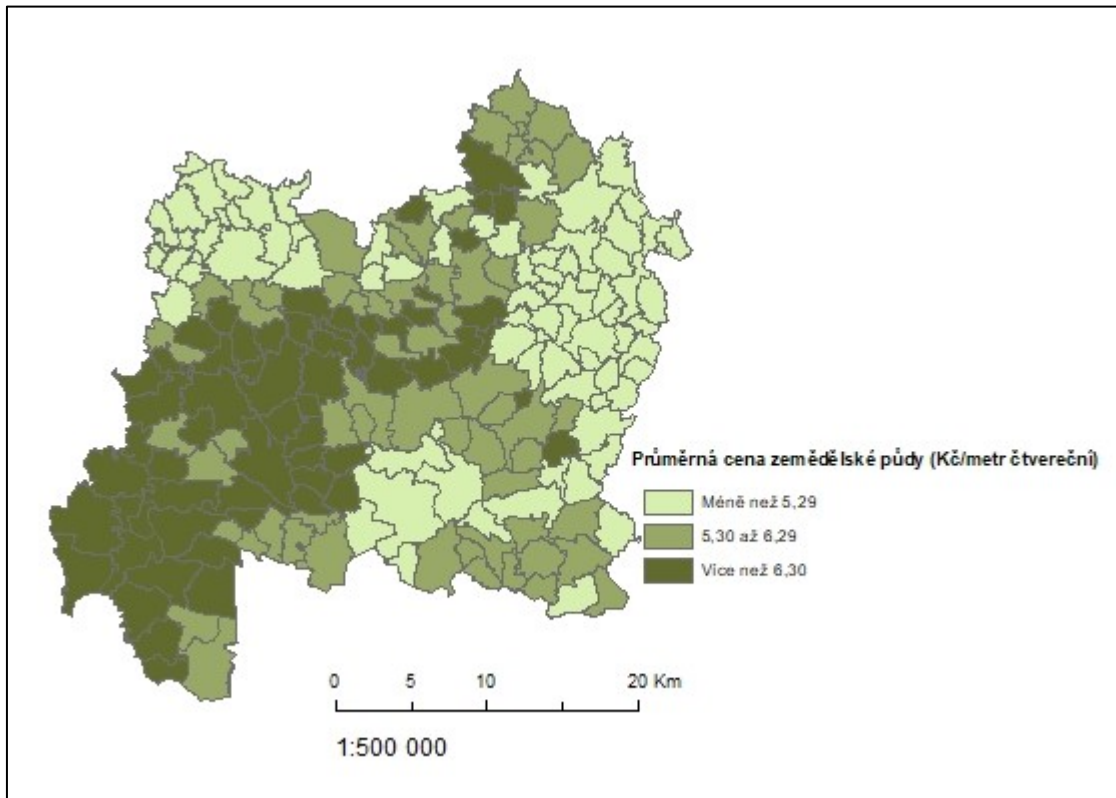 Průměrná cena zemědělské půdy (Kč/metr čtvereční)
Méně než 5,29
5,30 až 6,29
Více než 6,30
0 5 10 20 Km
1:500 000